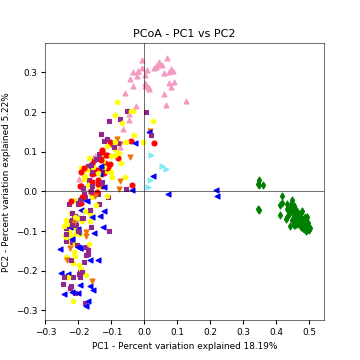 PCoA - PC1 vs PC2
PC2 - Percent variation explained 5.22%
0.3
0.2
0.1
0.0
−0.1
−0.2
−0.3
−0.3 −0.2 −0.1 0.0 0.1 0.2 0.3 0.4 0.5
PC1 - Percent variation explained 18.19%